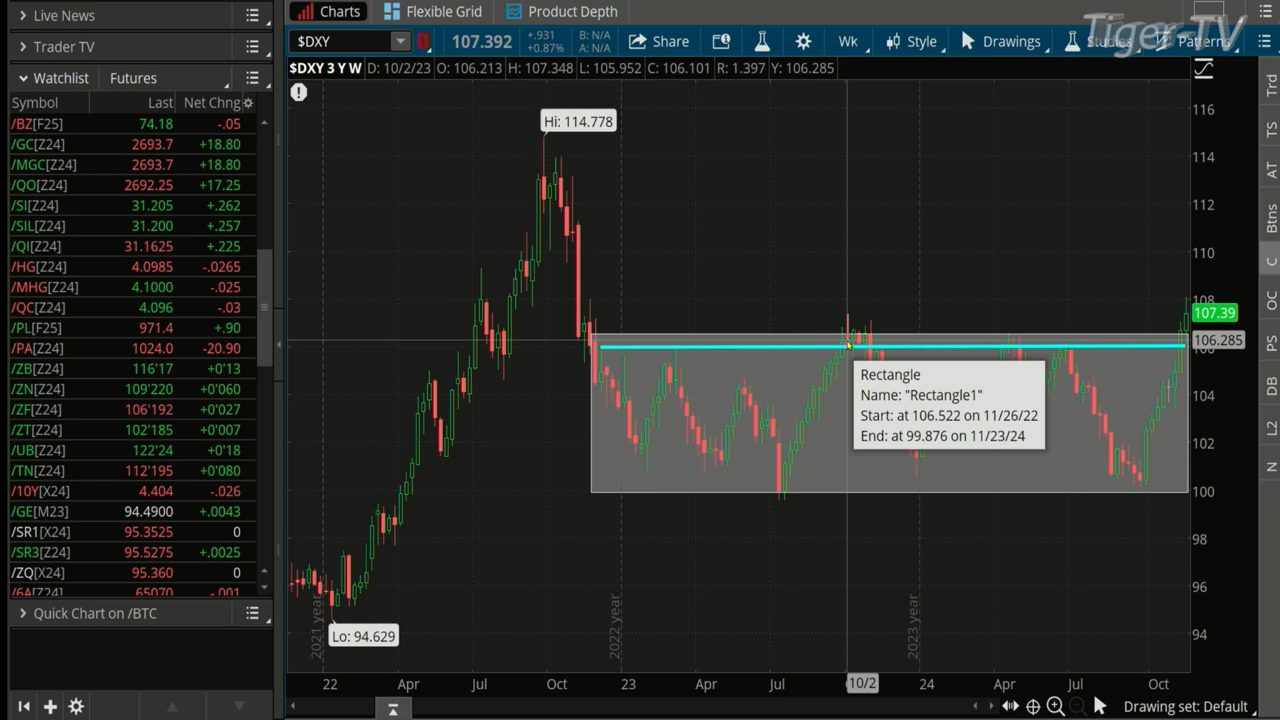 Live News
Trader TV
Watchlist Futures
Symbol Last Net Chng
/BZ[F25] 74.18 -.05
/GC[Z24] 2693.7 +18.80
/MGC[Z24] 2693.7 +18.80
/QO[Z24] 2692.25 +17.25
/SI[Z24] 31.205 +.262
/SIL[Z24] 31.200 +.257
/QI[Z24] 31.1625 +.225
/HG[Z24] 4.0985 -.0265
/MHG[Z24] 4.1000 -.025
/QC[Z24] 4.096 -.03
/PL[F25] 971.4 +.90
/PA[Z24] 1024.0 -20.90
/ZB[Z24] 116'17 +13
/ZN[Z24] 109'220 +0'060
/ZF[Z24] 106'192 +0'027
/ZT[Z24] 102'185 +0'007
/UB[Z24] 122'24 +0'18
/TN[Z24] 112'195 +0'080
/10Y[X24] 4.404 -.026
/GE[M23] 94.4900 +.0043
/SR1[X24] 95.3525 0
/SR3[Z24] 95.5275 +.0025
/ZQ[X24] 95.360 0
/6A[Z24] .65070 -.001
Quick Chart on /BTC
Charts Flexible Grid Product Depth
Tiger-TV
$DXY 107.392 +.931 B: N/A Share Wk Style Drawings Studies Patterns
+0.87% A: N/A
$DXY 3 Y W D: 10/2/23 O: 106.213 H: 107.348 L: 105.952 C: 106.101 R: 1.397 Y: 106.285
Hi: 114.778
Rectangle
Name: "Rectangle1"
Start: at 106.522 on 11/26/22
End: at 99.876 on 11/23/24
Lo: 94.629
2021 year
2022 year
2023 year
116
114
112
110
108
107.39
106.285
106
104
102
100
98
96
94
22 Apr Jul Oct 23 Apr Jul 10/2 24 Apr Jul Oct
Drawing set: Default
Trd
TS
AT
Btns
C
OC
PS
DB
L2
N